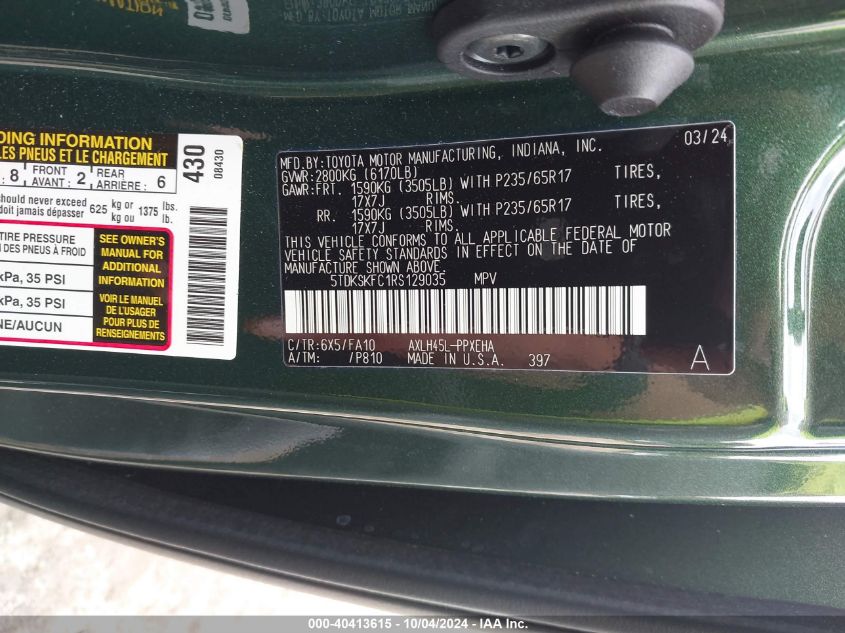 DING INFORMATION
LES PNEUS ET LE CHARGEMENT
: 8 FRONT AVANT : 2 REAR ARRIÈRE : 6
should never exceed
doit jamais dépasser 625 kg or kg ou 1375 lbs. lb.
TIRE PRESSURE
DES PNEUS À FROID
kPa, 35 PSI
kPa, 35 PSI
NE/AUCUN
SEE OWNER'S
MANUAL FOR
ADDITIONAL
INFORMATION
VOIR LE MANUEL
DE L'USAGER
POUR PLUS DE
RENSEIGNEMENTS
430
08430
03/24
MFD.BY:TOYOTA MOTOR MANUFACTURING, INDIANA, INC.
GVWR:2800KG (6170LB)
GAWR:FRT. 1590KG (3505LB) WITH P235/65R17 TIRES,
17X7J RIMS.
RR. 1590KG (3505LB) WITH P235/65R17 TIRES,
17X7J RIMS.
THIS VEHICLE CONFORMS TO ALL APPLICABLE FEDERAL MOTOR
VEHICLE SAFETY STANDARDS IN EFFECT ON THE DATE OF
MANUFACTURE SHOWN ABOVE.
5TDKSKFC1RS129035 MPV
C/TR:6X5/FA10 AXLH45L-PPXEHA
A/TM: /P810 MADE IN U.S.A. 397
A
000-40413615 - 10/04/2024 - IAA Inc.